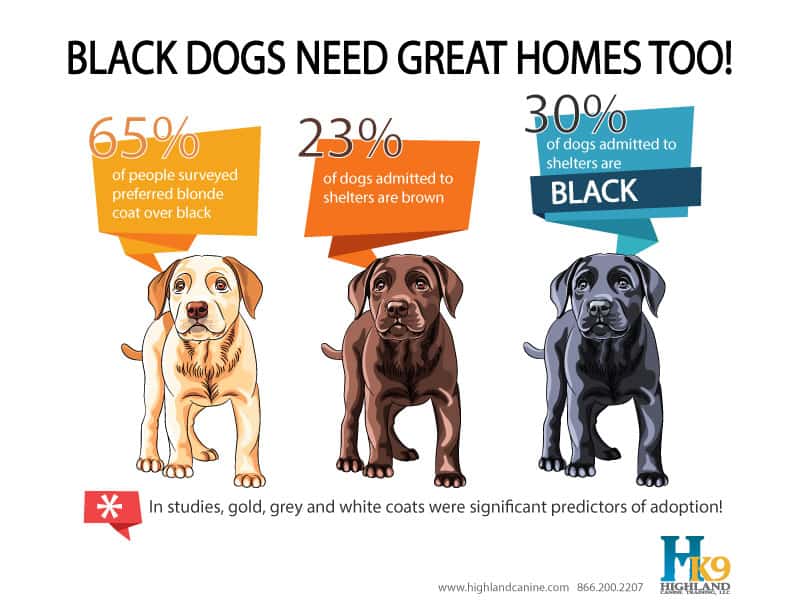 BLACK DOGS NEED GREAT HOMES TOO!
65%
of people surveyed
preferred blonde
coat over black
23%
of dogs admitted to
shelters are brown
30%
of dogs admitted to
shelters are
BLACK
* In studies, gold, grey and white coats were significant predictors of adoption!
www.highlandcanine.com 866.200.2207
HK9
HIGHLAND
CANINE TRAINING, LLC